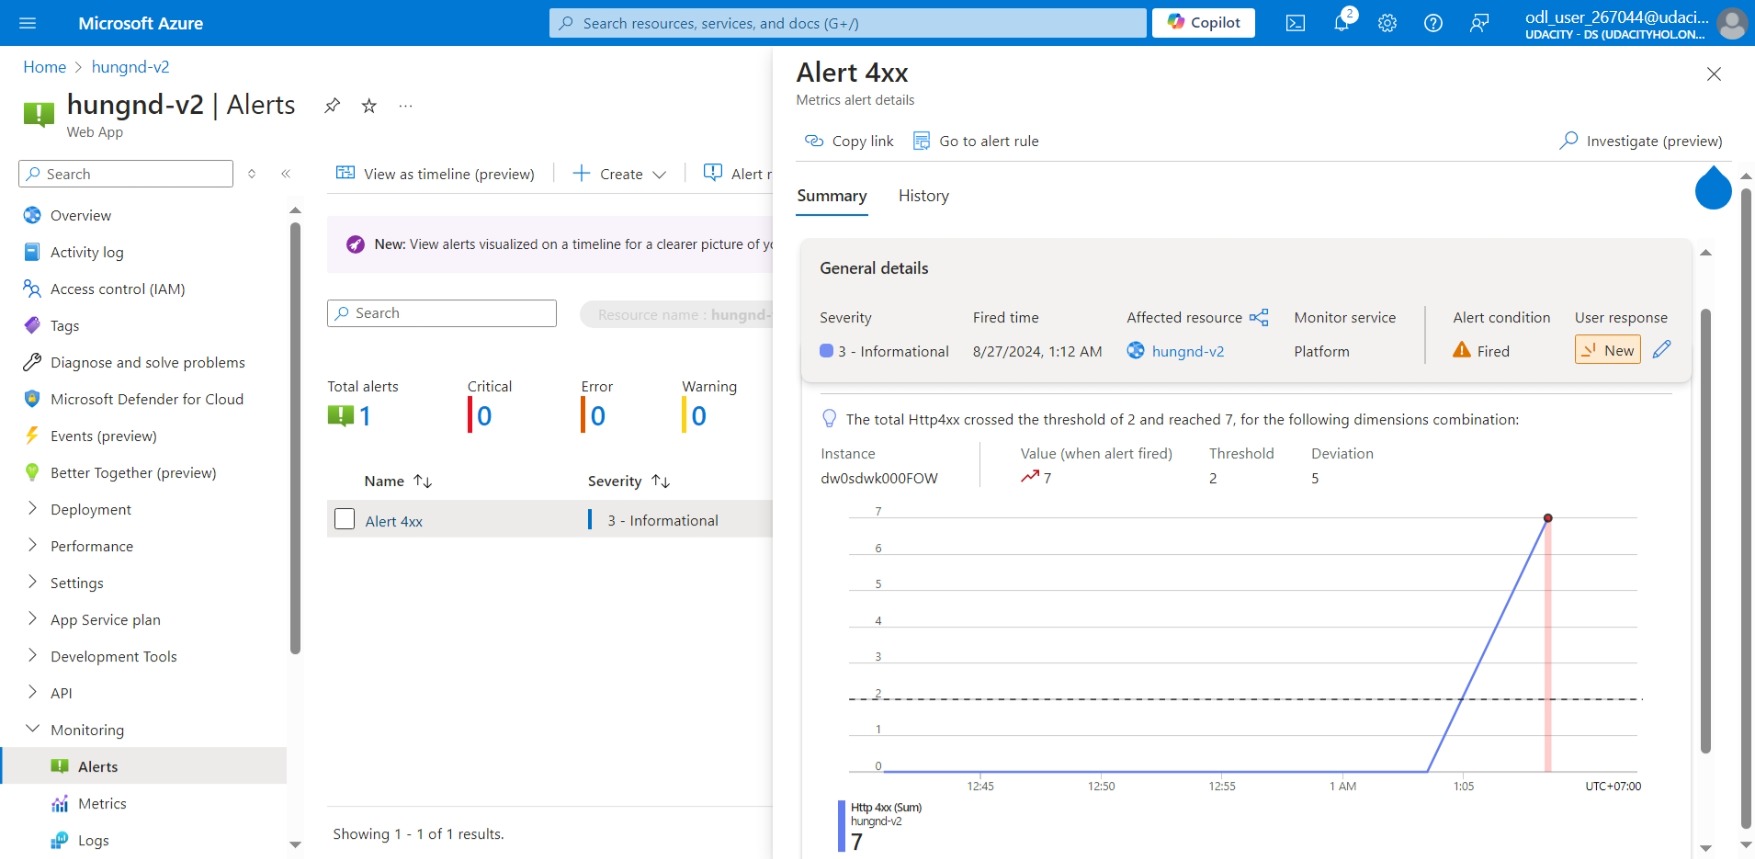 Microsoft Azure
Search resources, services, and docs (G+/)
Copilot
2
odl_user_267044@udaci...
UDACITY - DS (UDACITYHOL.ON...
Home > hungnd-v2
hungnd-v2 | Alerts
Web App
Search
Overview
Activity log
Access control (IAM)
Tags
Diagnose and solve problems
Microsoft Defender for Cloud
Events (preview)
Better Together (preview)
Deployment
Performance
Settings
App Service plan
Development Tools
API
Monitoring
Alerts
Metrics
Logs
View as timeline (preview)
Create
Alert r
New: View alerts visualized on a timeline for a clearer picture of yo
Search
Resource name : hungnd-
Total alerts Critical Error Warning
1 0 0 0
Name Severity
Alert 4xx 3 - Informational
Showing 1 - 1 of 1 results.
Alert 4xx
Metrics alert details
Copy link Go to alert rule Investigate (preview)
Summary History
General details
Severity Fired time Affected resource Monitor service Alert condition User response
3 - Informational 8/27/2024, 1:12 AM hungnd-v2 Platform Fired New
The total Http4xx crossed the threshold of 2 and reached 7, for the following dimensions combination:
Instance Value (when alert fired) Threshold Deviation
dw0sdwk000FOW 7 2 5
7
6
5
4
3
2
1
0
12:45 12:50 12:55 1 AM 1:05 UTC+07:00
Http 4xx (Sum)
hungnd-v2
7